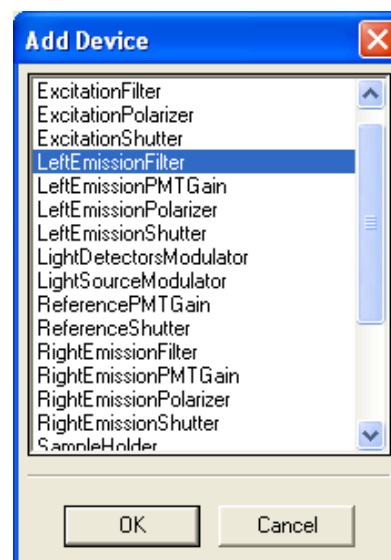 Add Device
ExcitationFilter
ExcitationPolarizer
ExcitationShutter
LeftEmissionFilter
LeftEmissionPMTGain
LeftEmissionPolarizer
LeftEmissionShutter
LightDetectorsModulator
LightSourceModulator
ReferencePMTGain
ReferenceShutter
RightEmissionFilter
RightEmissionPMTGain
RightEmissionPolarizer
RightEmissionShutter
SampleHolder
OK
Cancel